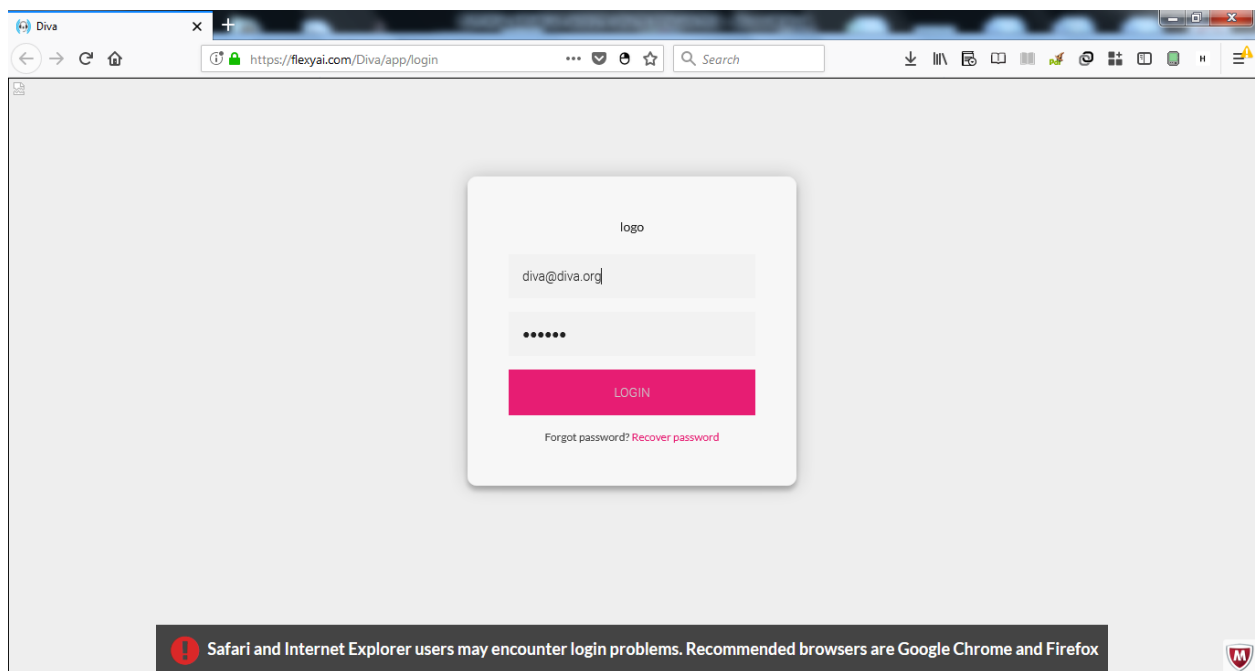 Diva
https://flexyai.com/Diva/app/login
Search
H
logo
diva@diva.org
••••••
LOGIN
Forgot password? Recover password
Safari and Internet Explorer users may encounter login problems. Recommended browsers are Google Chrome and Firefox